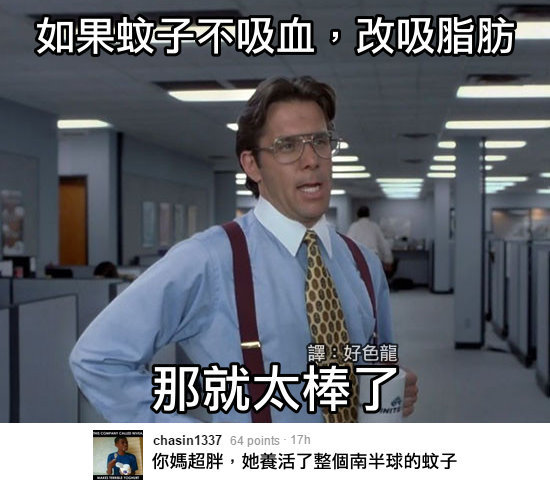 如果蚊子不吸血，改吸脂肪
譯：好色龍
那就太棒了
chasin1337 64 points · 17h
你媽超胖，她養活了整個南半球的蚊子